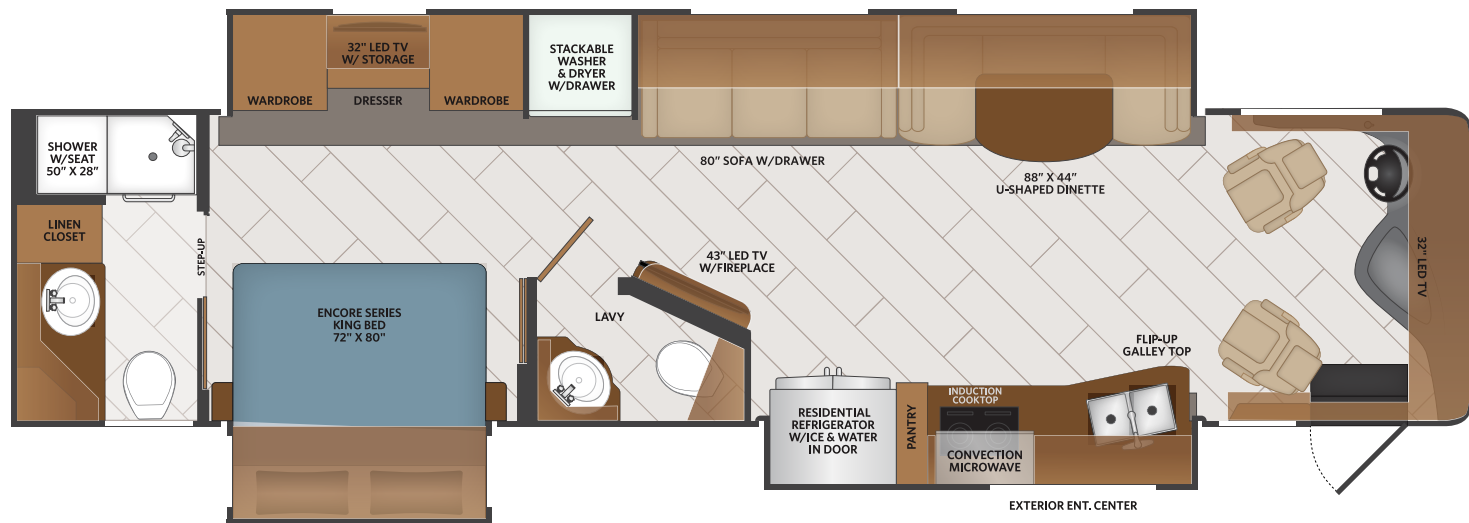 32" LED TV
W/ STORAGE
WARDROBE
DRESSER
WARDROBE
STACKABLE
WASHER
& DRYER
W/DRAWER
SHOWER
W/SEAT
50" X 28"
80" SOFA W/DRAWER
88" X 44"
U-SHAPED DINETTE
LINEN
CLOSET
STEP-UP
43" LED TV
W/FIREPLACE
32" LED TV
ENCORE SERIES
KING BED
72" X 80"
LAVY
FLIP-UP
GALLEY TOP
INDUCTION
COOKTOP
RESIDENTIAL
REFRIGERATOR
W/ICE & WATER
IN DOOR
PANTRY
CONVECTION
MICROWAVE
EXTERIOR ENT. CENTER